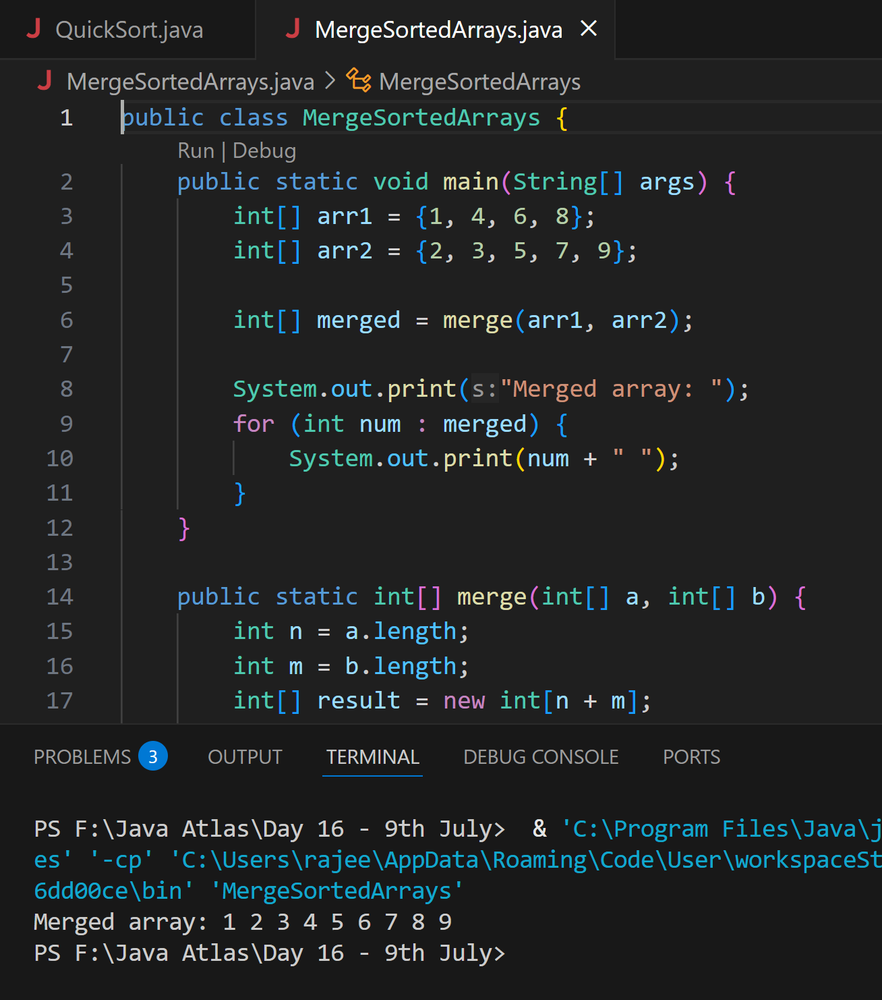 QuickSort.java MergeSortedArrays.java
MergeSortedArrays.java > MergeSortedArrays
1 public class MergeSortedArrays {
Run | Debug
2 public static void main(String[] args) {
3 int[] arr1 = {1, 4, 6, 8};
4 int[] arr2 = {2, 3, 5, 7, 9};
5
6 int[] merged = merge(arr1, arr2);
7
8 System.out.print(s:"Merged array: ");
9 for (int num : merged) {
10 System.out.print(num + " ");
11 }
12 }
13
14 public static int[] merge(int[] a, int[] b) {
15 int n = a.length;
16 int m = b.length;
17 int[] result = new int[n + m];
PROBLEMS 3 OUTPUT TERMINAL DEBUG CONSOLE PORTS
PS F:\Java Atlas\Day 16 - 9th July>  & 'C:\Program Files\Java\j
es' '-cp' 'C:\Users\rajee\AppData\Roaming\Code\User\workspaceSt
6dd00ce\bin' 'MergeSortedArrays'
Merged array: 1 2 3 4 5 6 7 8 9
PS F:\Java Atlas\Day 16 - 9th July>